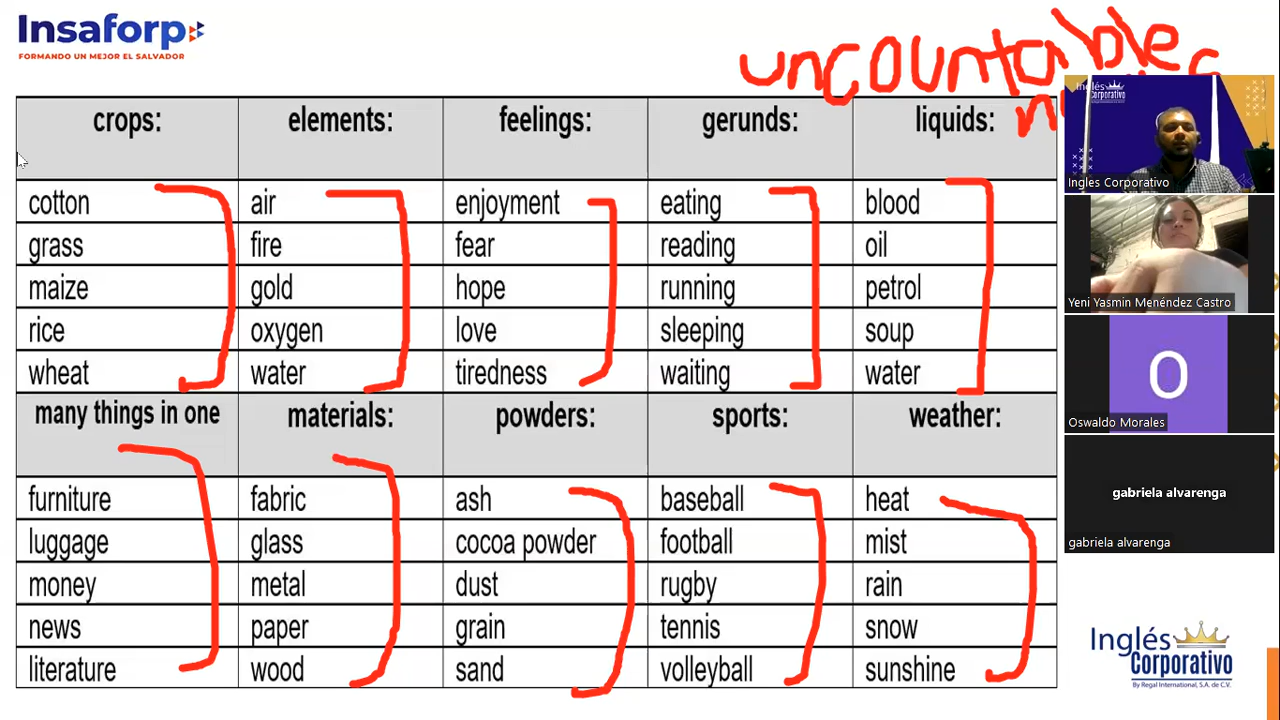 Insaforp
FORMANDO UN MEJOR EL SALVADOR
uncountable
crops: elements: feelings: gerunds: liquids:
cotton air enjoyment eating blood
grass fire fear reading oil
maize gold hope running petrol
rice oxygen love sleeping soup
wheat water tiredness waiting water
many things in one materials: powders: sports: weather:
furniture fabric ash baseball heat
luggage glass cocoa powder football mist
money metal dust rugby rain
news paper grain tennis snow
literature wood sand volleyball sunshine
Inglés
Corporativo
Ingles Corporativo
Yeni Yasmin Menéndez Castro
O
Oswaldo Morales
gabriela alvarenga
gabriela alvarenga
Inglés
Corporativo
By Regal International, S.A. de C.V.